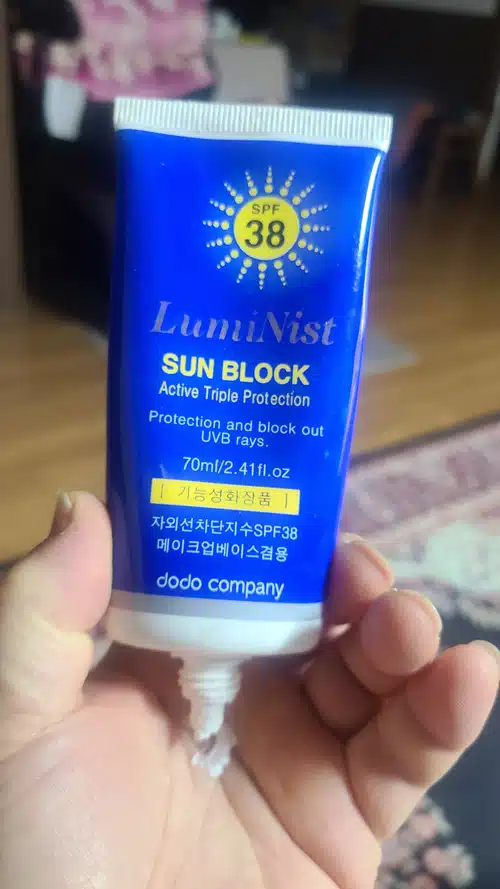 SPF
38
LumiNist
SUN BLOCK
Active Triple Protection
Protection and block out
UVB rays.
70ml/2.41fl.oz
[ 기능성화장품 ]
자외선차단지수SPF38
메이크업베이스겸용
dodo company